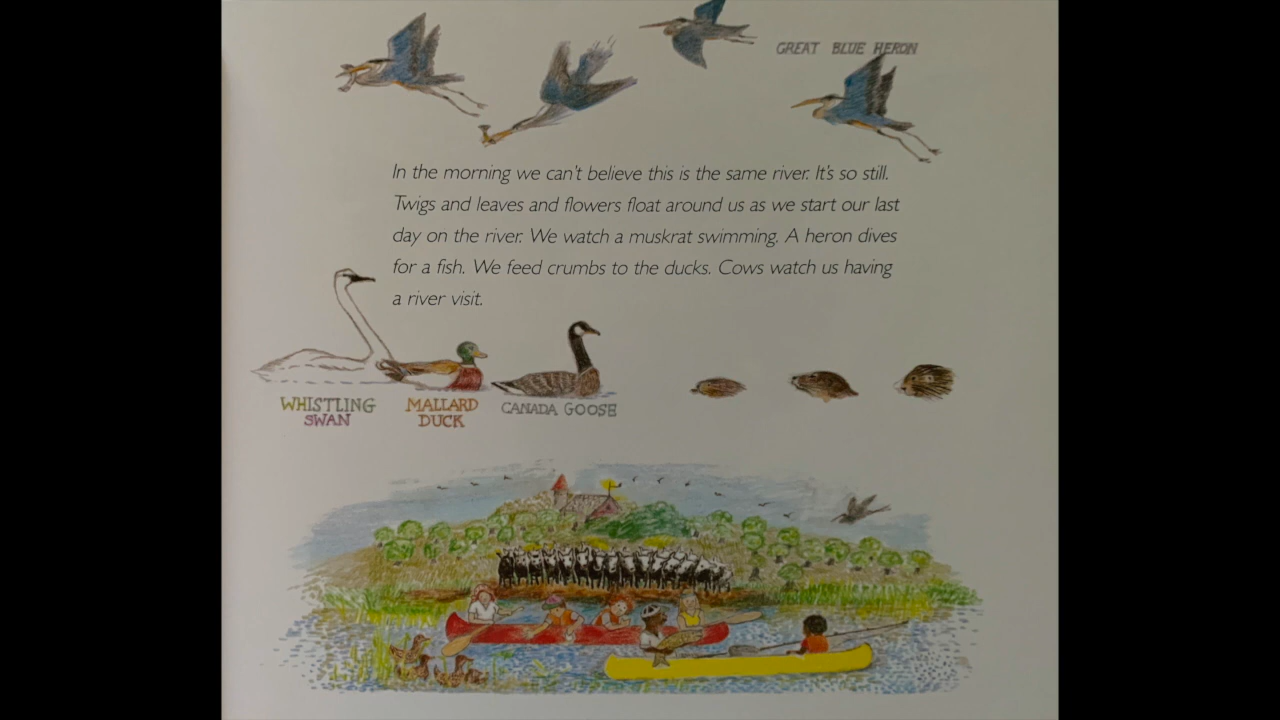 GREAT BLUE HERON
In the morning we can't believe this is the same river. It's so still.
Twigs and leaves and flowers float around us as we start our last
day on the river. We watch a muskrat swimming. A heron dives
for a fish. We feed crumbs to the ducks. Cows watch us having
a river visit.
WHISTLING
SWAN
MALLARD
DUCK
CANADA GOOSE